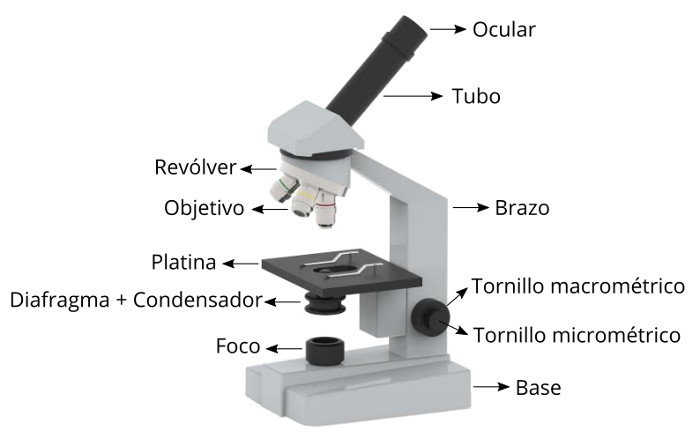 Ocular
Tubo
Revólver
Objetivo
Brazo
Platina
Tornillo macrométrico
Diafragma + Condensador
Tornillo micrométrico
Foco
Base